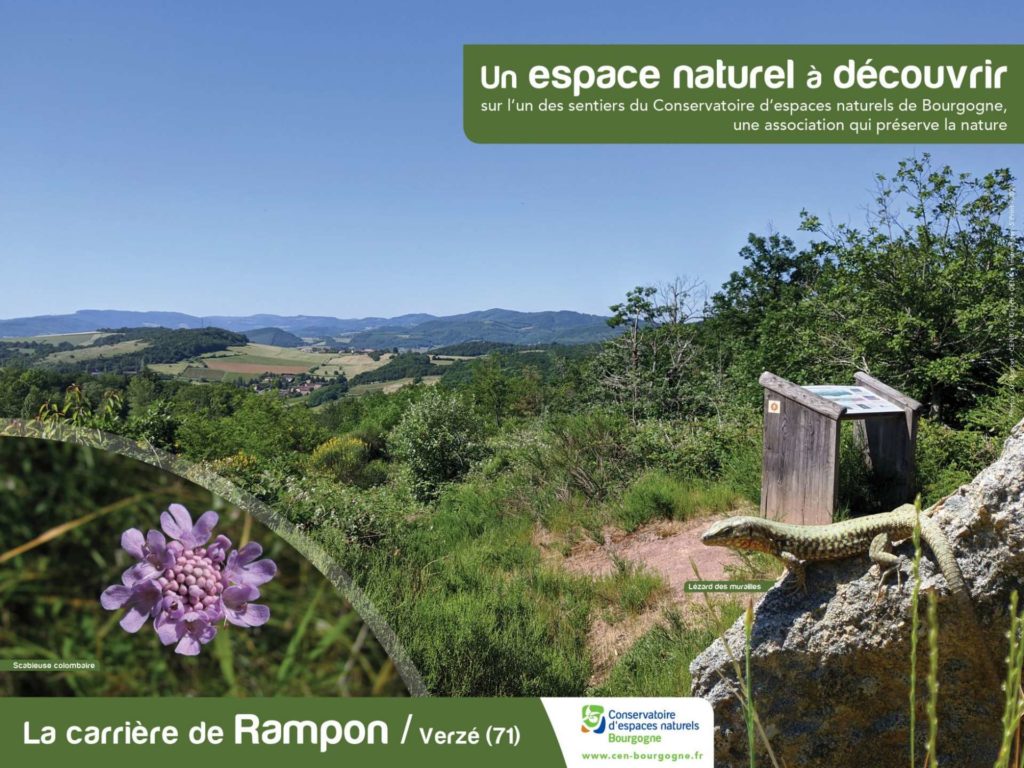 Un espace naturel à découvrir
sur l'un des sentiers du Conservatoire d'espaces naturels de Bourgogne,
une association qui préserve la nature
Lézard des murailles
Scabieuse colombaire
La carrière de Rampon / Verzé (71)
Conservatoire
d'espaces naturels
Bourgogne
www.cen-bourgogne.fr